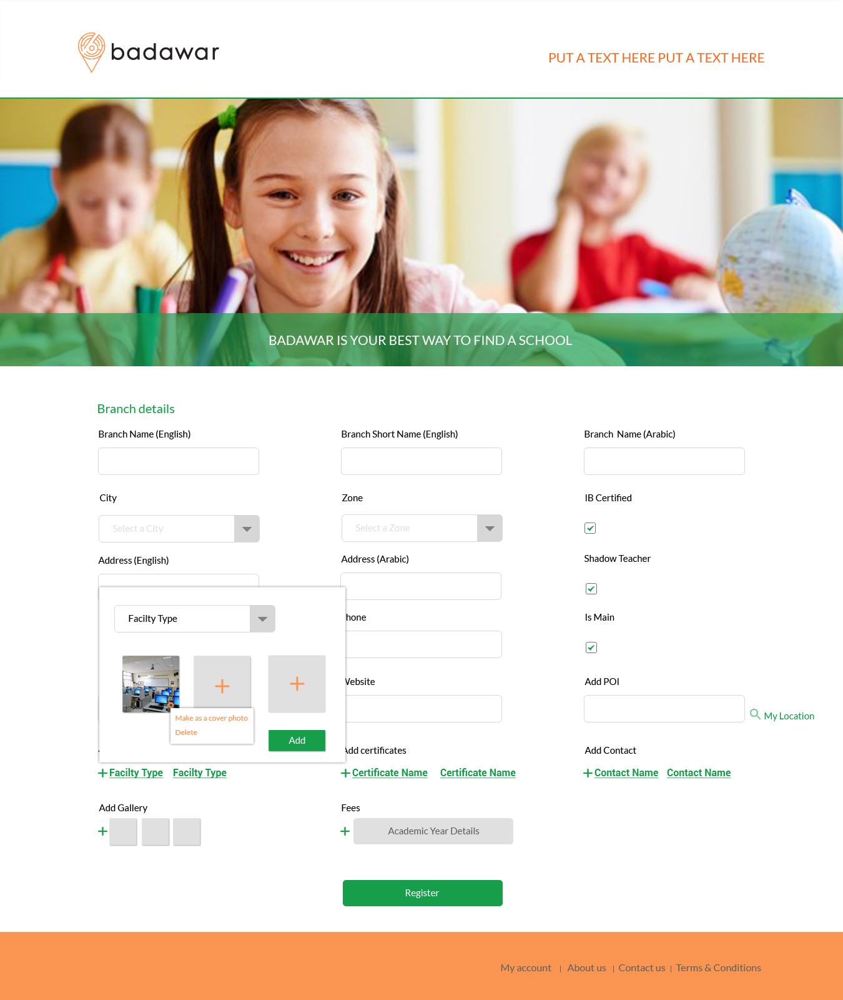 badawar
PUT A TEXT HERE PUT A TEXT HERE
BADAWAR IS YOUR BEST WAY TO FIND A SCHOOL
Branch details
Branch Name (English)
Branch Short Name (English)
Branch Name (Arabic)
City
Zone
IB Certified
Select a City
Select a Zone
Address (English)
Address (Arabic)
Shadow Teacher
Facilty Type
hone
Is Main
Website
Add POI
Make as a cover photo
Delete
My Location
Add
Add certificates
Add Contact
Facilty Type Facilty Type
Certificate Name Certificate Name
Contact Name Contact Name
Add Gallery
Fees
Academic Year Details
Register
My account | About us | Contact us | Terms & Conditions